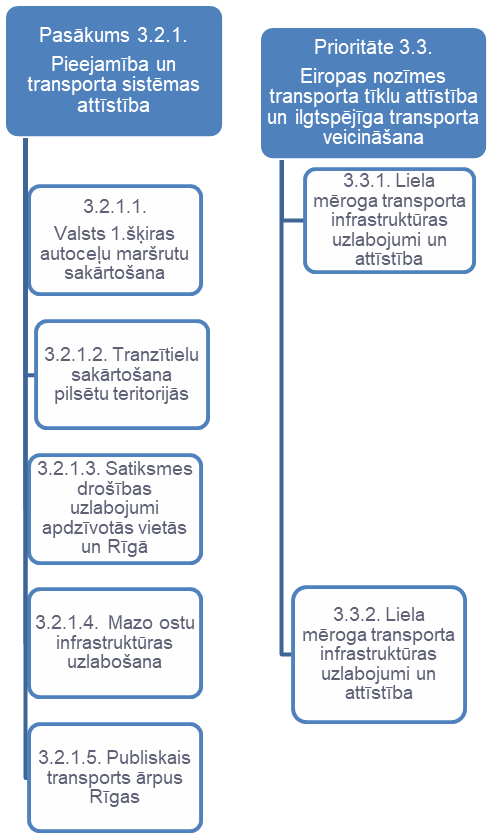 Pasākums 3.2.1.
Pieejamība un
transporta sistēmas
attīstība
3.2.1.1.
Valsts 1.šķiras
autoceļu maršrutu
sakārtošana
3.2.1.2. Tranzītielu
sakārtošana
pilsētu teritorijās
3.2.1.3. Satiksmes
drošības
uzlabojumi
apdzīvotās vietās
un Rīgā
3.2.1.4. Mazo ostu
infrastruktūras
uzlabošana
3.2.1.5. Publiskais
transports ārpus
Rīgas
Prioritāte 3.3.
Eiropas nozīmes
transporta tīklu attīstība
un ilgtspējīga transporta
veicināšana
3.3.1. Liela
mēroga transporta
infrastruktūras
uzlabojumi un
attīstība
3.3.2. Liela
mēroga transporta
infrastruktūras
uzlabojumi un
attīstība